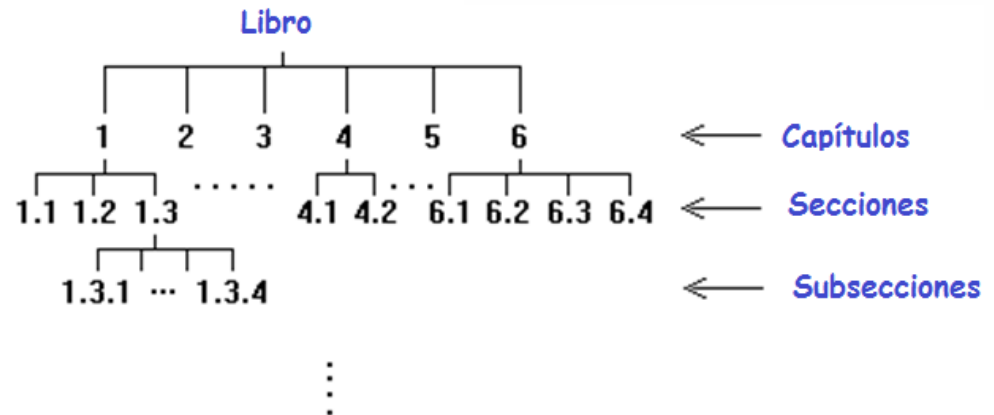 Libro
1 2 3 4 5 6 Capítulos
..... ...
1.1 1.2 1.3 4.1 4.2 6.1 6.2 6.3 6.4 Secciones
1.3.1 ... 1.3.4 Subsecciones